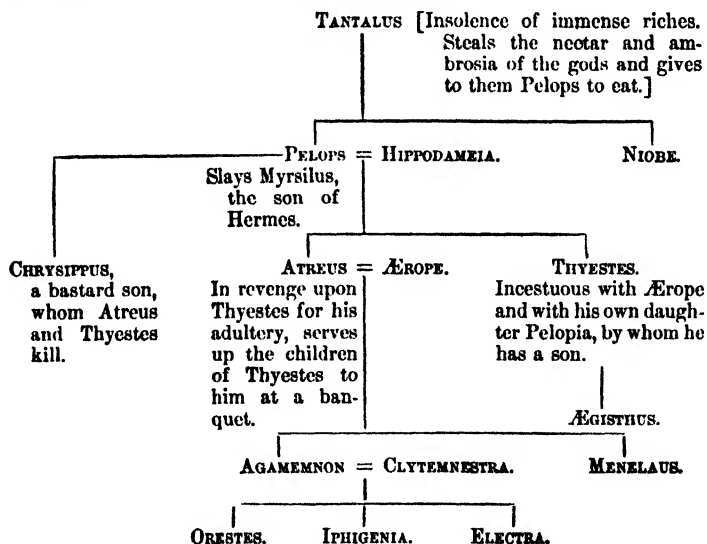 TANTALUS [Insolence of immense riches.
Steals the nectar and am-
brosia of the gods and gives
to them Pelops to eat.]
PELOPS = HIPPODAMEIA.
NIOBE.
Slays Myrsilus,
the son of
Hermes.
CHRYSIPPUS,
a bastard son,
whom Atreus
and Thyestes
kill.
ATREUS = ÆROPE.
In revenge upon
Thyestes for his
adultery, serves
up the children
of Thyestes to
him at a ban-
quet.
THYESTES.
Incestuous with Ærope
and with his own daugh-
ter Pelopia, by whom he
has a son.
ÆGISTHUS.
AGAMEMNON = CLYTEMNESTRA.
MENELAUS.
ORESTES.
IPHIGENIA.
ELECTRA.